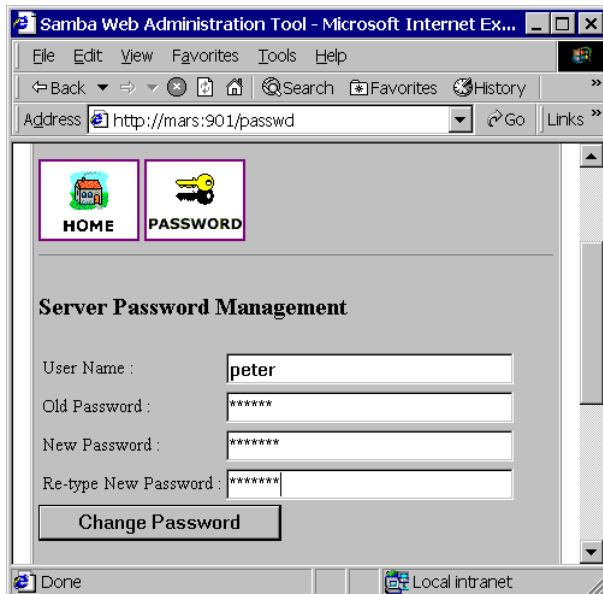 Samba Web Administration Tool - Microsoft Internet Ex...
File Edit View Favorites Tools Help
Back Search Favorites History »
Address http://mars:901/passwd Go Links »
HOME PASSWORD
Server Password Management
User Name : peter
Old Password : ******
New Password : *******
Re-type New Password : *******
Change Password
Done Local intranet